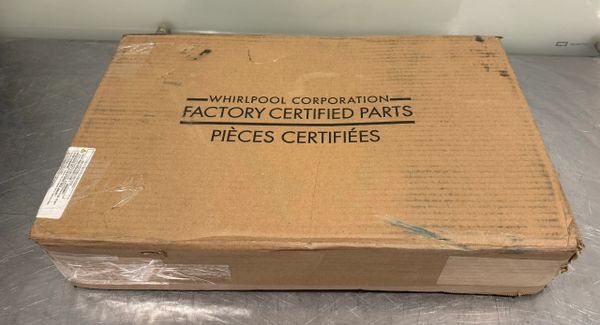 WHIRLPOOL CORPORATION
FACTORY CERTIFIED PARTS
PIÈCES CERTIFIÉES